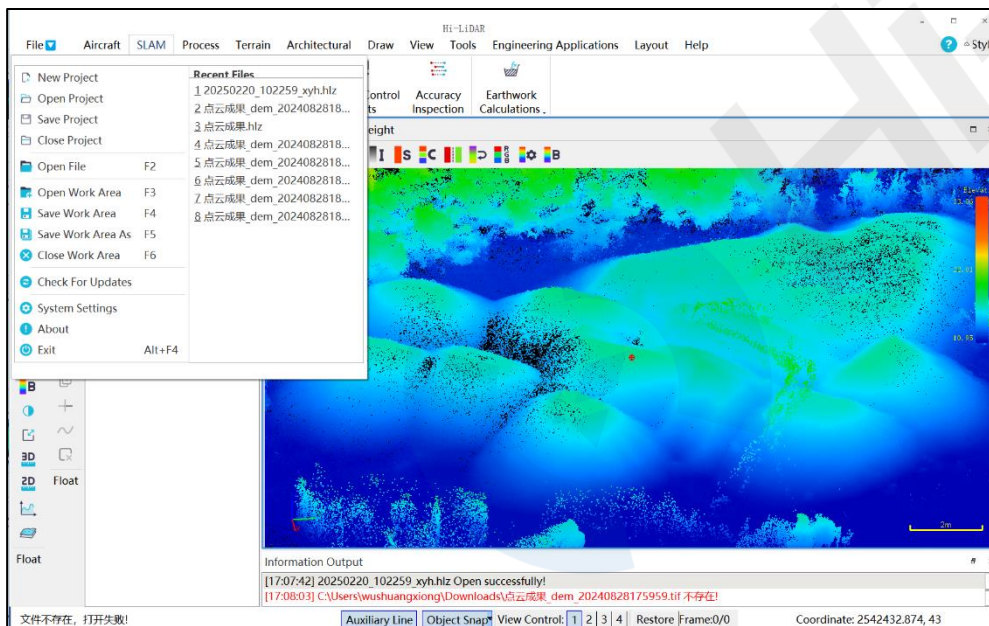 Hi-LiDAR
File Aircraft SLAM Process Terrain Architectural Draw View Tools Engineering Applications Layout Help
New Project
Open Project
Save Project
Close Project
Open File F2
Open Work Area F3
Save Work Area F4
Save Work Area As F5
Close Work Area F6
Check For Updates
System Settings
About
Exit Alt+F4
Recent Files
1 20250220_102259_xyh.hlz
2 点云成果_dem_2024082818...
3 点云成果.hlz
4 点云成果_dem_2024082818...
5 点云成果_dem_2024082818...
6 点云成果_dem_2024082818...
7 点云成果_dem_2024082818...
8 点云成果_dem_2024082818...
ontrol
ts
Accuracy
Inspection
Earthwork
Calculations
eight
I S C B
2m
B
3D
2D Float
Float
Information Output
[17:07:42] 20250220_102259_xyh.hlz Open successfully!
[17:08:03] C:\Users\wushuangxiong\Downloads\点云成果_dem_20240828175959.tif 不存在!
文件不存在，打开失败! Auxiliary Line Object Snap View Control: 1 2 3 4 Restore Frame:0/0 Coordinate: 2542432.874, 43